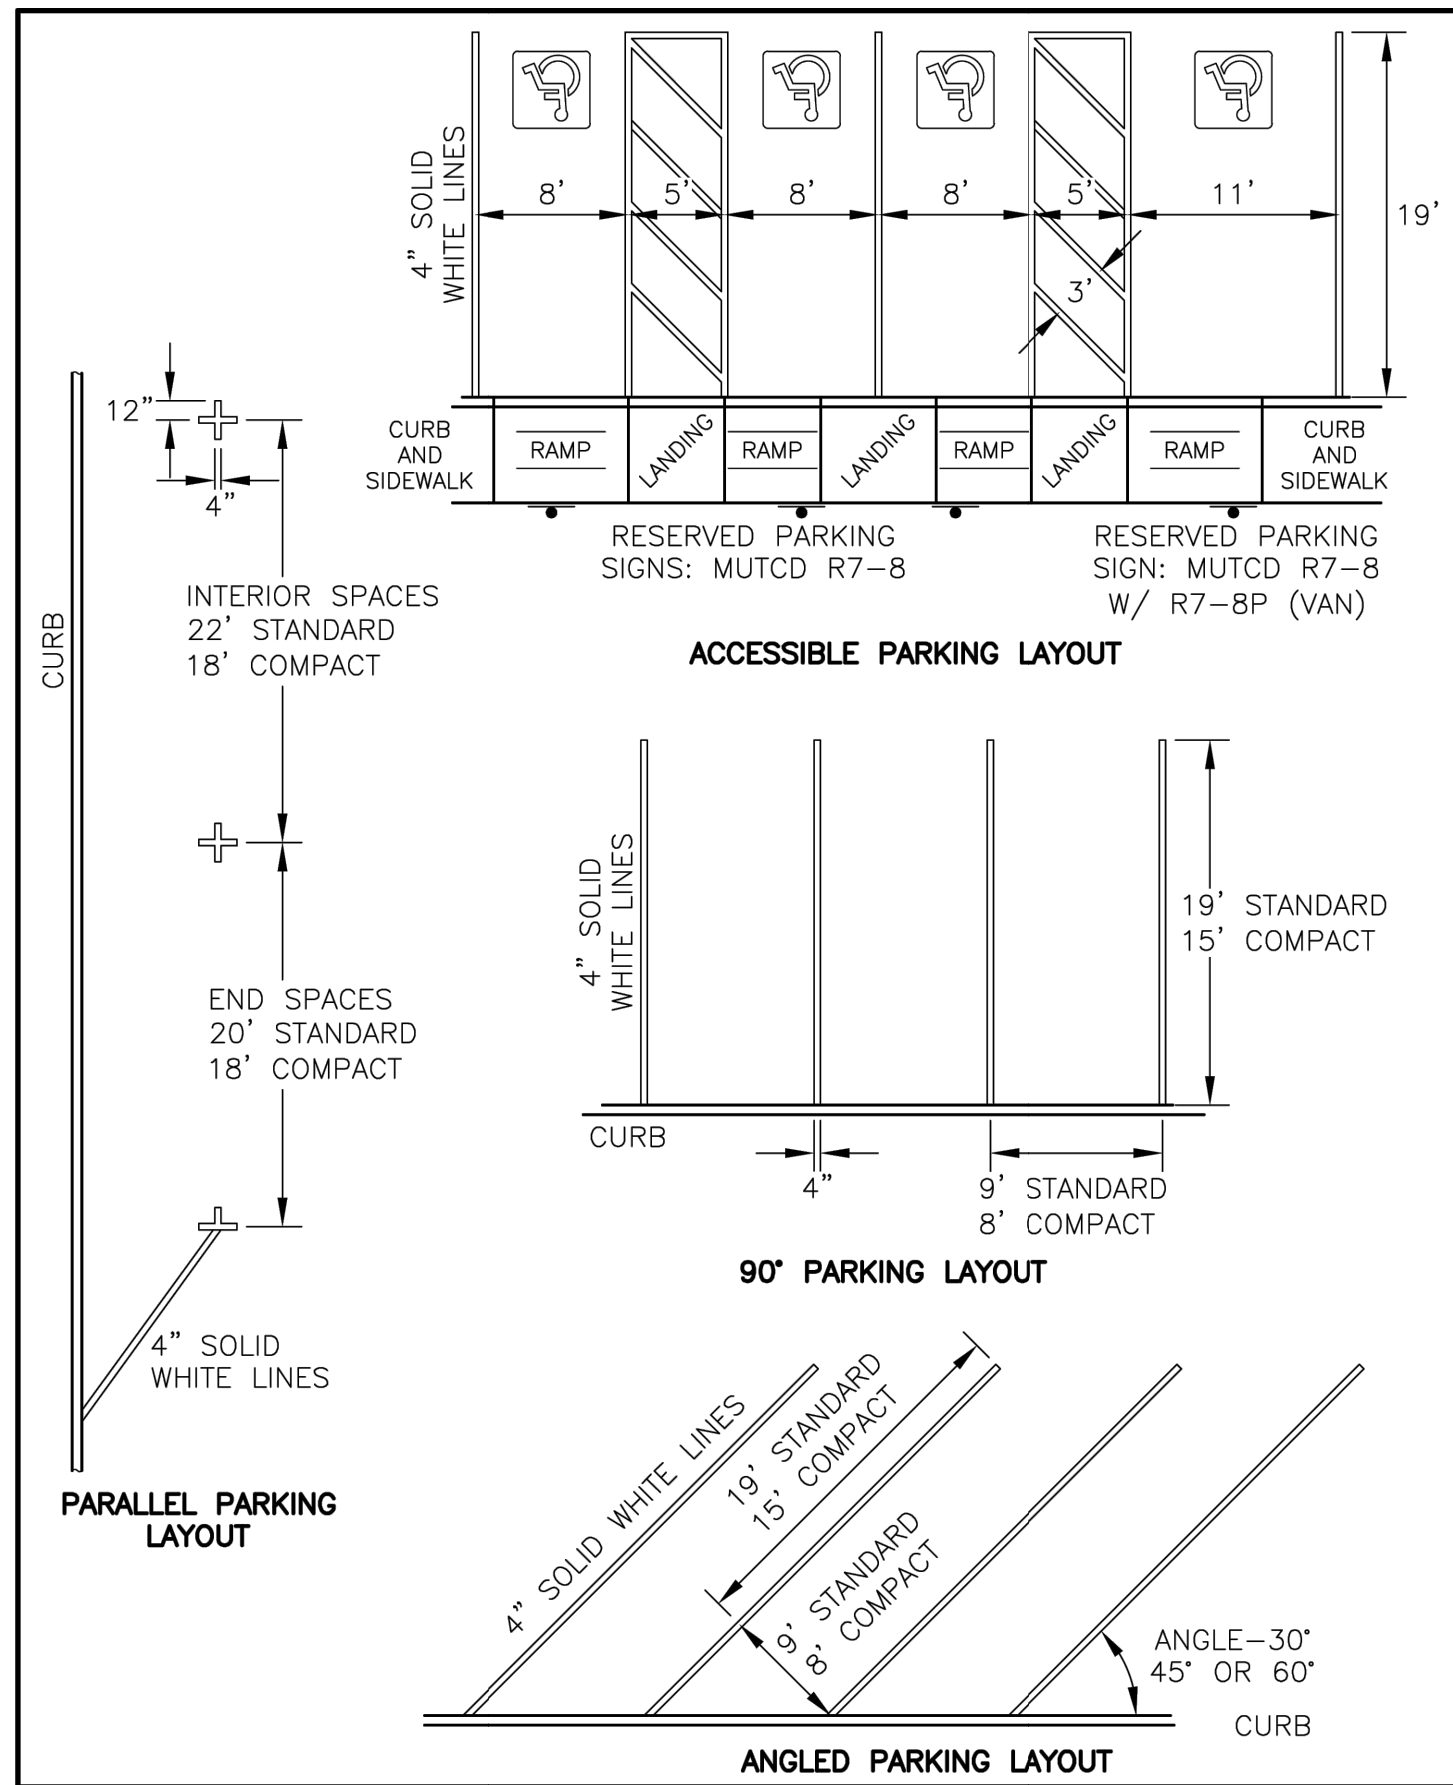 4" SOLID
WHITE LINES
8'
5'
8'
8'
5'
11'
19'
3'
CURB
AND
SIDEWALK
RAMP
LANDING
RAMP
LANDING
RAMP
LANDING
RAMP
CURB
AND
SIDEWALK
RESERVED PARKING
SIGNS: MUTCD R7-8
RESERVED PARKING
SIGN: MUTCD R7-8
W/ R7-8P (VAN)
ACCESSIBLE PARKING LAYOUT
12"
4"
CURB
INTERIOR SPACES
22' STANDARD
18' COMPACT
END SPACES
20' STANDARD
18' COMPACT
4" SOLID
WHITE LINES
PARALLEL PARKING
LAYOUT
4" SOLID
WHITE LINES
19' STANDARD
15' COMPACT
CURB
4"
9' STANDARD
8' COMPACT
90° PARKING LAYOUT
4" SOLID WHITE LINES
19' STANDARD
15' COMPACT
9' STANDARD
8' COMPACT
ANGLE-30°
45° OR 60°
CURB
ANGLED PARKING LAYOUT